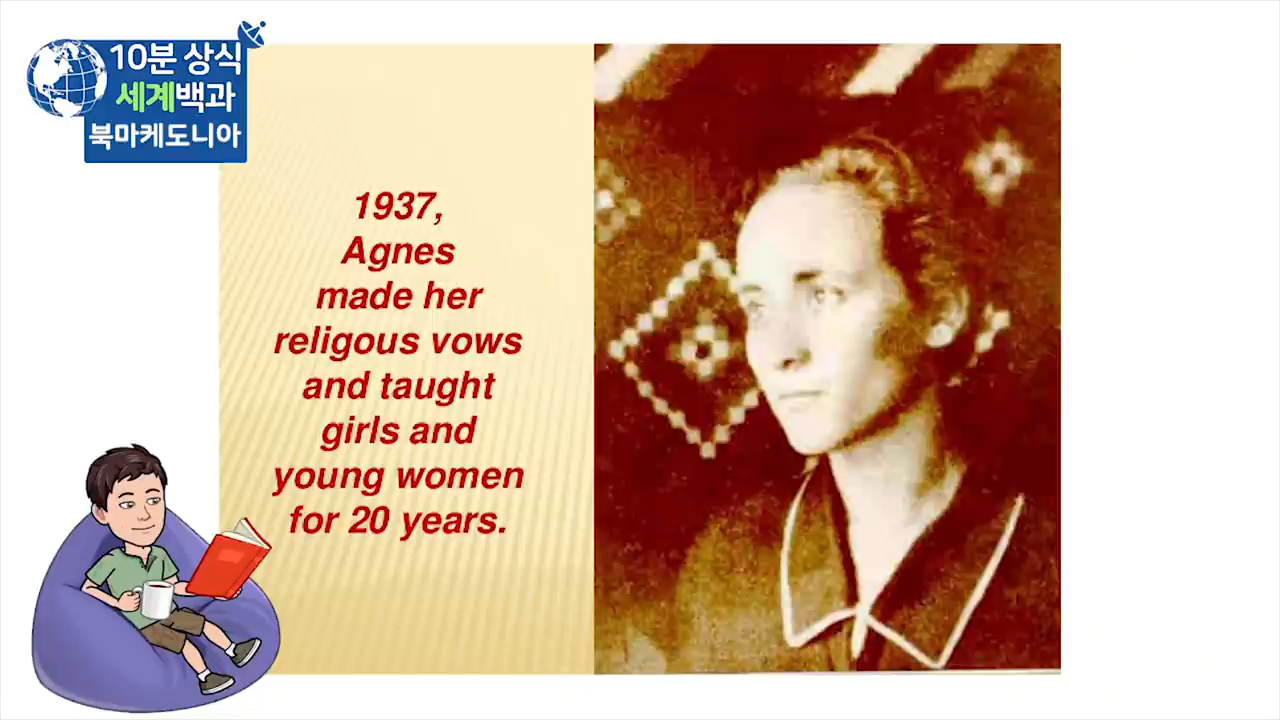 10분 상식
세계백과
북마케도니아
1937,
Agnes
made her
religous vows
and taught
girls and
young women
for 20 years.